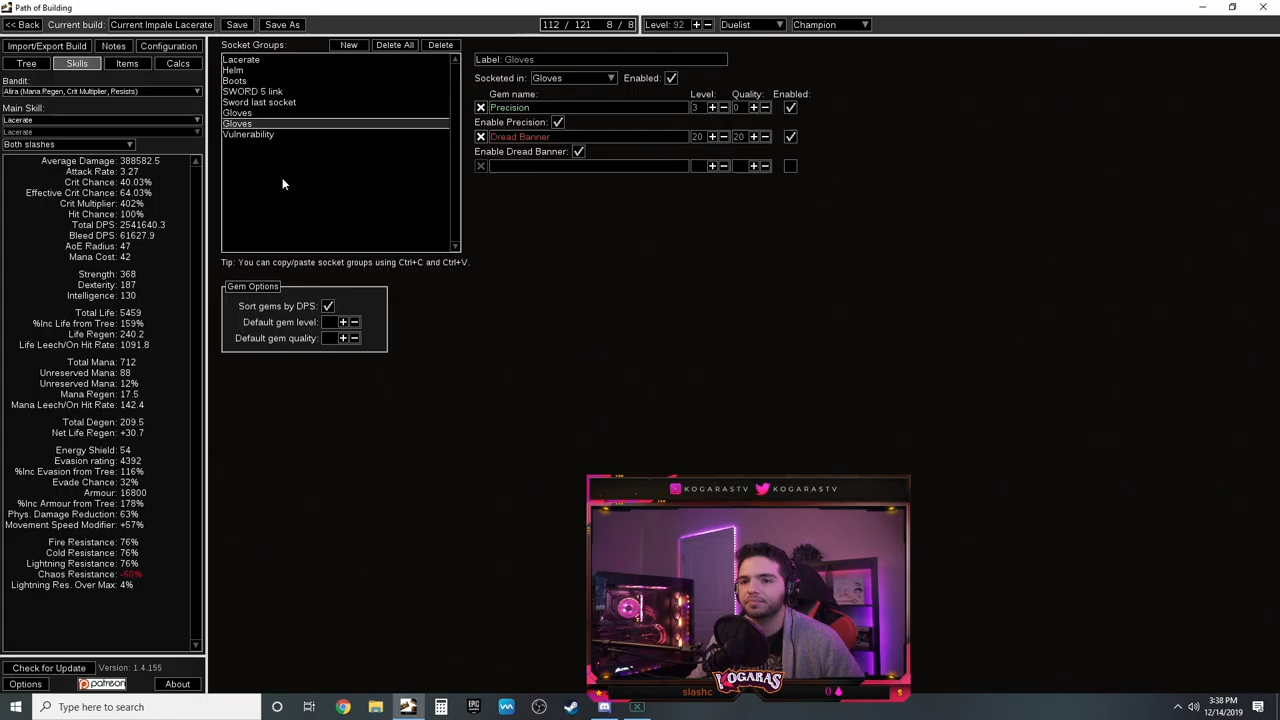 Path of Building
<< Back Current build: Current Impale Lacerate Save Save As 112 / 121 8 / 8 Level: 92 + − Duelist Champion
Import/Export Build Notes Configuration
Tree Skills Items Calcs
Bandit:
Alira (Mana Regen, Crit Multiplier, Resists)
Main Skill:
Lacerate
Lacerate
Both slashes
Average Damage: 388582.5
Attack Rate: 3.27
Crit Chance: 40.03%
Effective Crit Chance: 64.03%
Crit Multiplier: 402%
Hit Chance: 100%
Total DPS: 2541640.3
Bleed DPS: 61627.9
AoE Radius: 47
Mana Cost: 42
Strength: 368
Dexterity: 187
Intelligence: 130
Total Life: 5459
%Inc Life from Tree: 159%
Life Regen: 240.2
Life Leech/On Hit Rate: 1091.8
Total Mana: 712
Unreserved Mana: 88
Unreserved Mana: 12%
Mana Regen: 17.5
Mana Leech/On Hit Rate: 142.4
Total Degen: 209.5
Net Life Regen: +30.7
Energy Shield: 54
Evasion rating: 4392
%Inc Evasion from Tree: 116%
Evade Chance: 32%
Armour: 16800
%Inc Armour from Tree: 178%
Phys. Damage Reduction: 63%
Movement Speed Modifier: +57%
Fire Resistance: 76%
Cold Resistance: 76%
Lightning Resistance: 76%
Chaos Resistance: -60%
Lightning Res. Over Max: 4%
Check for Update Version: 1.4.155
Options patreon About
Socket Groups: New Delete All Delete
Lacerate
Helm
Boots
SWORD 5 link
Sword last socket
Gloves
Gloves
Vulnerability
Tip: You can copy/paste socket groups using Ctrl+C and Ctrl+V.
Gem Options
Sort gems by DPS:
Default gem level: + −
Default gem quality: + −
Label: Gloves
Socketed in: Gloves Enabled:
Gem name: Level: Quality: Enabled:
Precision 3 + − 0 + −
Enable Precision:
Dread Banner 20 + − 20 + −
Enable Dread Banner:
KOGARASTV KOGARASTV
KOGARAS
slashc 0
Type here to search
3:38 PM
12/14/2019